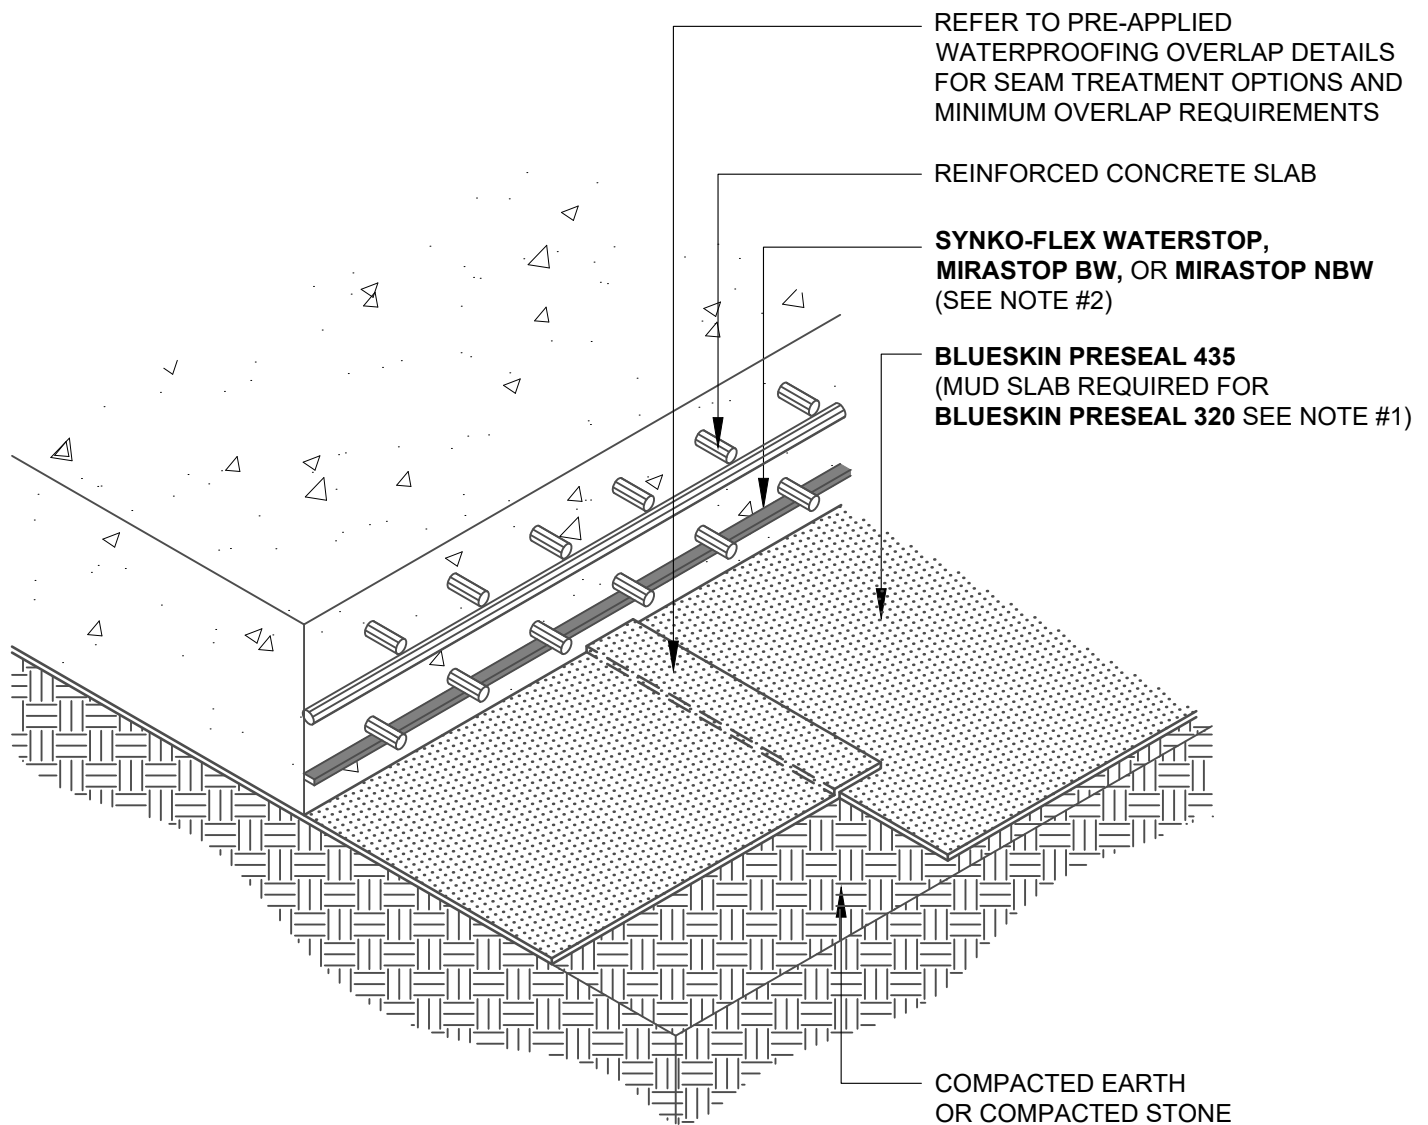 REFER TO PRE-APPLIED
WATERPROOFING OVERLAP DETAILS
FOR SEAM TREATMENT OPTIONS AND
MINIMUM OVERLAP REQUIREMENTS
REINFORCED CONCRETE SLAB
SYNKO-FLEX WATERSTOP,
MIRASTOP BW, OR MIRASTOP NBW
(SEE NOTE #2)
BLUESKIN PRESEAL 435
(MUD SLAB REQUIRED FOR
BLUESKIN PRESEAL 320 SEE NOTE #1)
COMPACTED EARTH
OR COMPACTED STONE